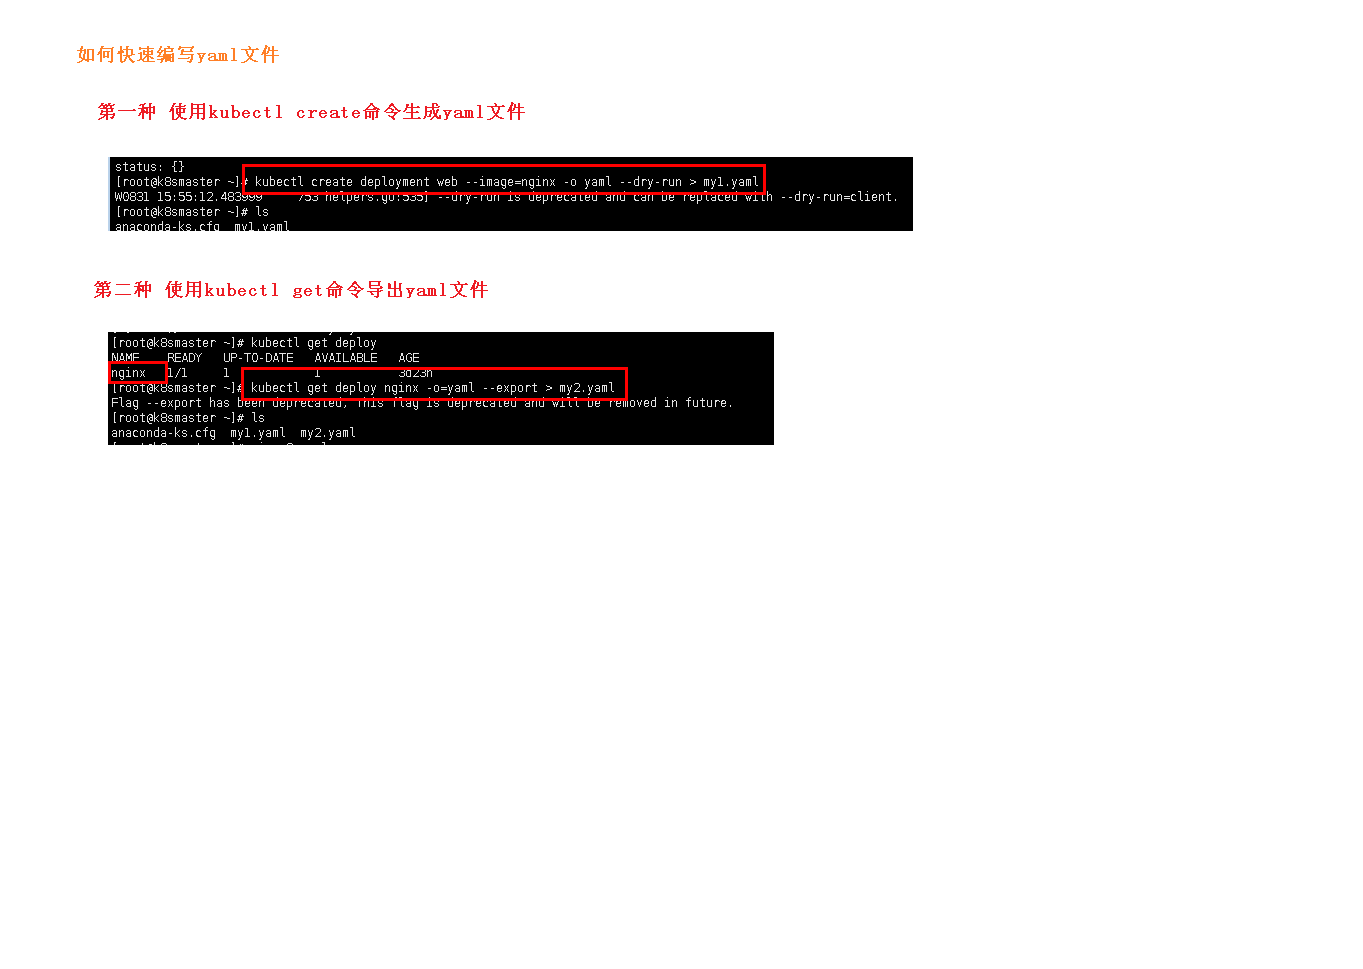 如何快速编写yaml文件
第一种 使用kubectl create命令生成yaml文件
status: {}
[root@k8smaster ~]# kubectl create deployment web --image=nginx -o yaml --dry-run > my1.yaml
W0831 15:55:12.483999 753 helpers.go:535] --dry-run is deprecated and can be replaced with --dry-run=client.
[root@k8smaster ~]# ls
anaconda-ks.cfg my1.yaml
第二种 使用kubectl get命令导出yaml文件
[root@k8smaster ~]# kubectl get deploy
NAME READY UP-TO-DATE AVAILABLE AGE
nginx 1/1 1 1 3d23h
[root@k8smaster ~]# kubectl get deploy nginx -o=yaml --export > my2.yaml
Flag --export has been deprecated, This flag is deprecated and will be removed in future.
[root@k8smaster ~]# ls
anaconda-ks.cfg my1.yaml my2.yaml